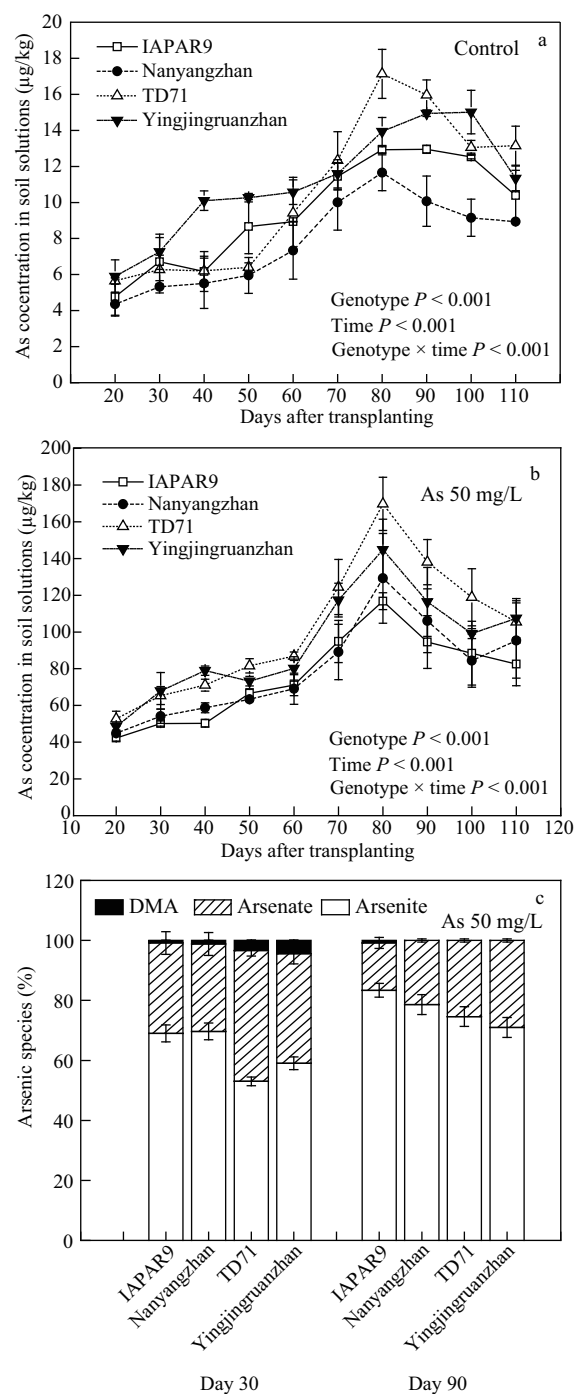 a
Control
IAPAR9
Nanyangzhan
TD71
Yingjingruanzhan
As cocentration in soil solutions (µg/kg)
20
18
16
14
12
10
8
6
4
2
0
Genotype P < 0.001
Time P < 0.001
Genotype × time P < 0.001
20 30 40 50 60 70 80 90 100 110
Days after transplanting
b
As 50 mg/L
IAPAR9
Nanyangzhan
TD71
Yingjingruanzhan
As cocentration in soil solutions (µg/kg)
200
180
160
140
120
100
80
60
40
20
0
Genotype P < 0.001
Time P < 0.001
Genotype × time P < 0.001
10 20 30 40 50 60 70 80 90 100 110 120
Days after transplanting
c
DMA Arsenate Arsenite
As 50 mg/L
Arsenic species (%)
120
100
80
60
40
20
0
IAPAR9 Nanyangzhan TD71 Yingjingruanzhan IAPAR9 Nanyangzhan TD71 Yingjingruanzhan
Day 30 Day 90